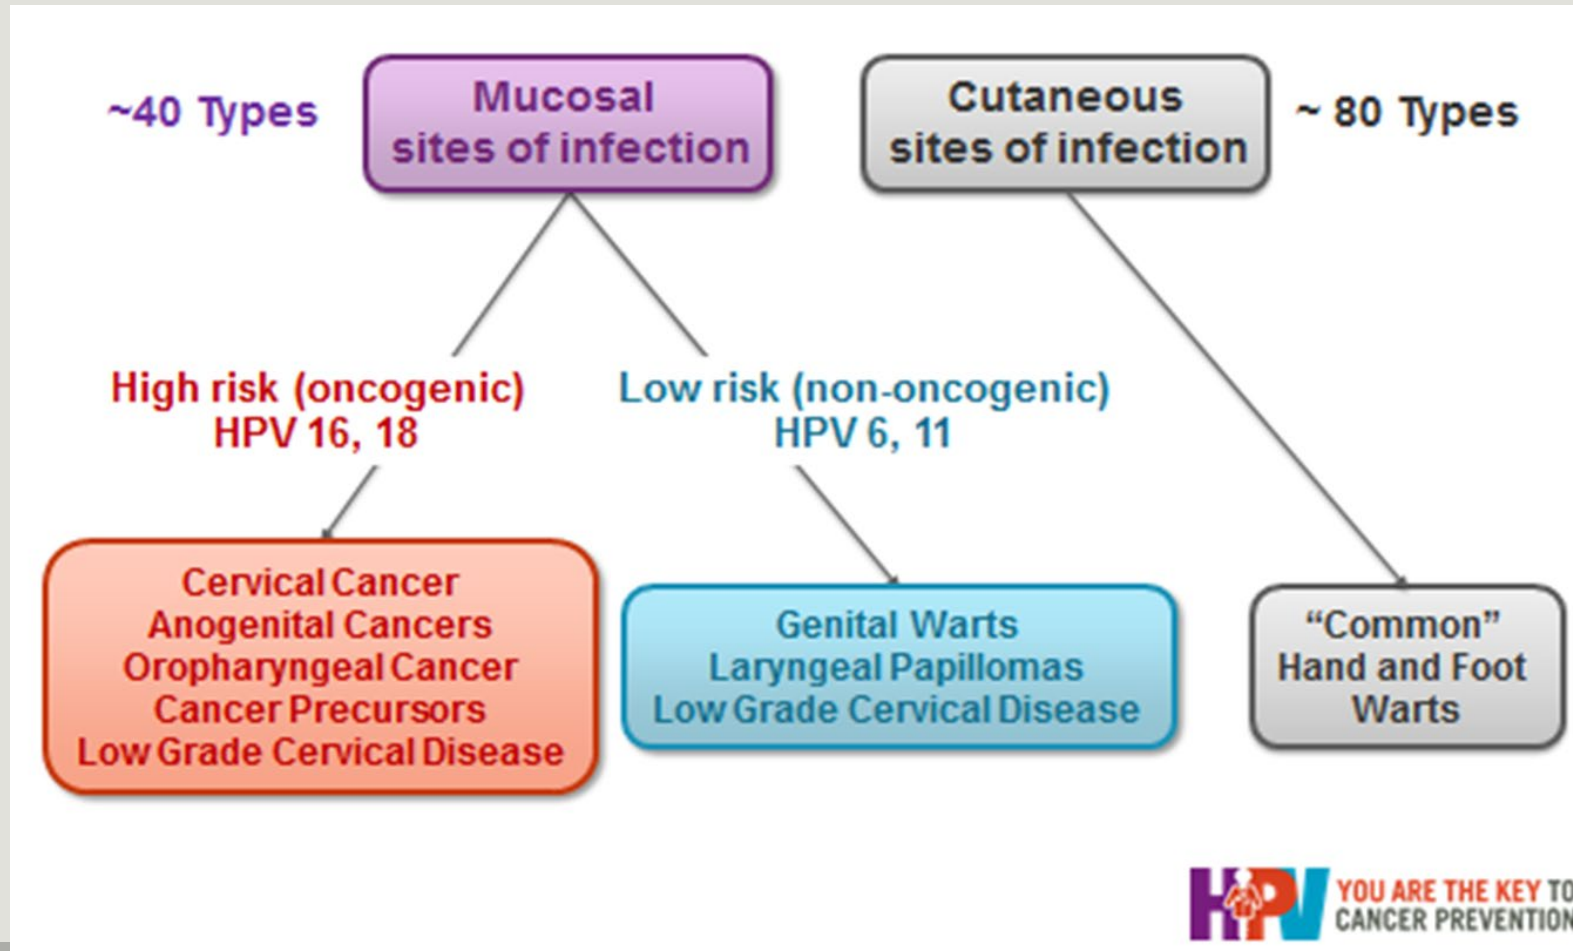 ~40 Types
Mucosal
sites of infection
Cutaneous
sites of infection
~ 80 Types
High risk (oncogenic)
HPV 16, 18
Low risk (non-oncogenic)
HPV 6, 11
Cervical Cancer
Anogenital Cancers
Oropharyngeal Cancer
Cancer Precursors
Low Grade Cervical Disease
Genital Warts
Laryngeal Papillomas
Low Grade Cervical Disease
“Common”
Hand and Foot
Warts
HPV
YOU ARE THE KEY TO
CANCER PREVENTION